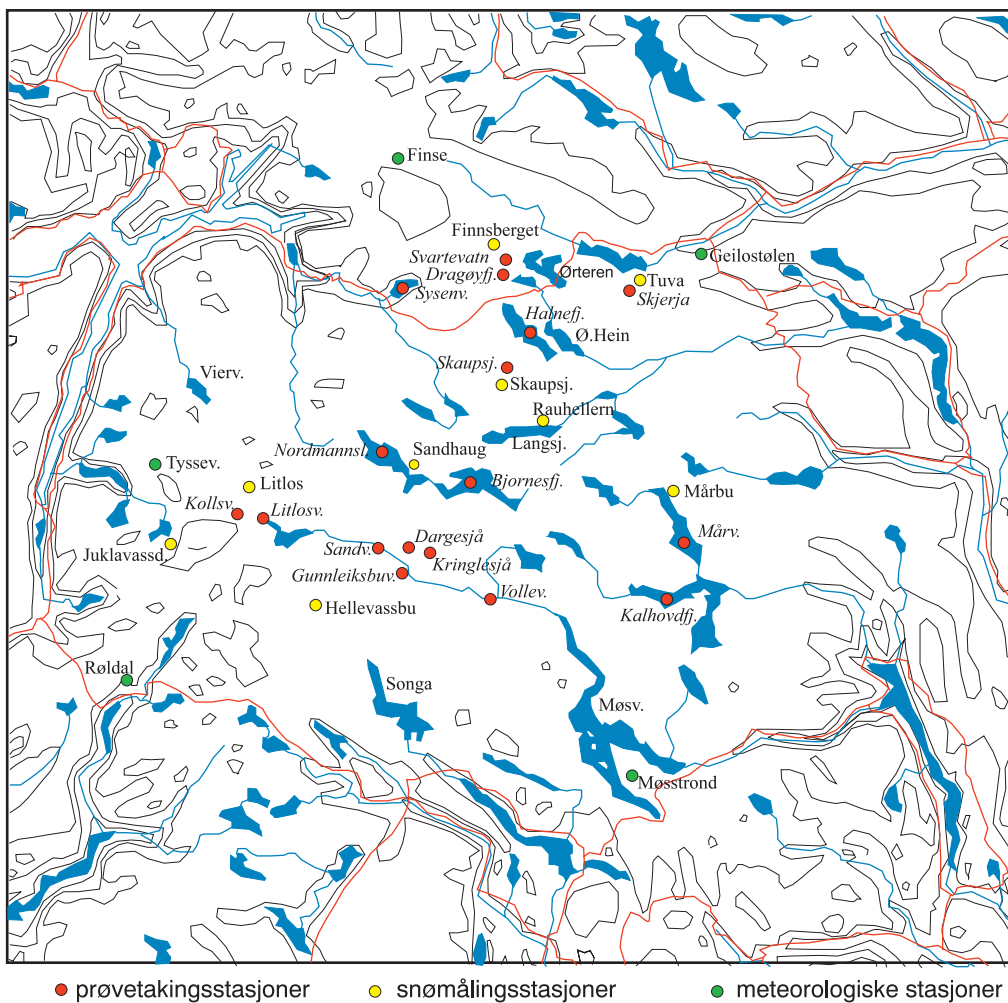 Finse
Finnsberget
Svartevatn
Dragøyfj.
Sysenv.
Ørteren
Geilostølen
Tuva
Skjerja
Halnefj.
Ø.Hein
Vierv.
Skaupsj.
Skaupsj.
Rauhellern
Langsj.
Nordmannsl.
Sandhaug
Bjornesfj.
Tyssev.
Litlos
Mårbu
Kollsv.
Litlosv.
Juklavassd.
Sandv.
Dargesjå
Kringlesjå
Mårv.
Gunnleiksbuv.
Vollev.
Kalhovdfj.
Hellevassbu
Røldal
Songa
Møsv.
Møsstrond
prøvetakingsstasjoner
snømålingsstasjoner
meteorologiske stasjoner